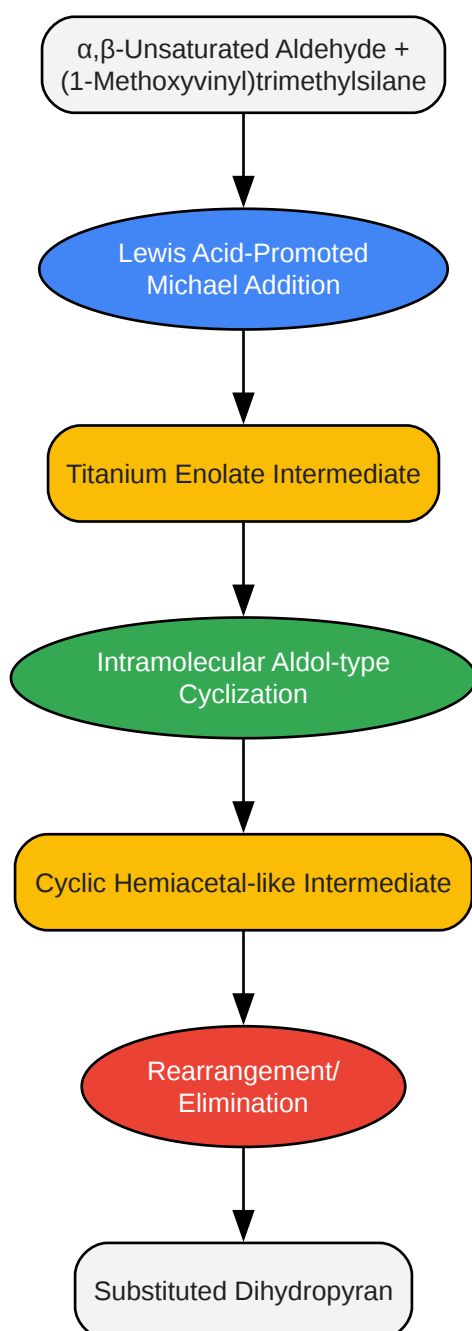 α,β-Unsaturated Aldehyde +
(1-Methoxyvinyl)trimethylsilane
Lewis Acid-Promoted
Michael Addition
Titanium Enolate Intermediate
Intramolecular Aldol-type
Cyclization
Cyclic Hemiacetal-like Intermediate
Rearrangement/
Elimination
Substituted Dihydropyran